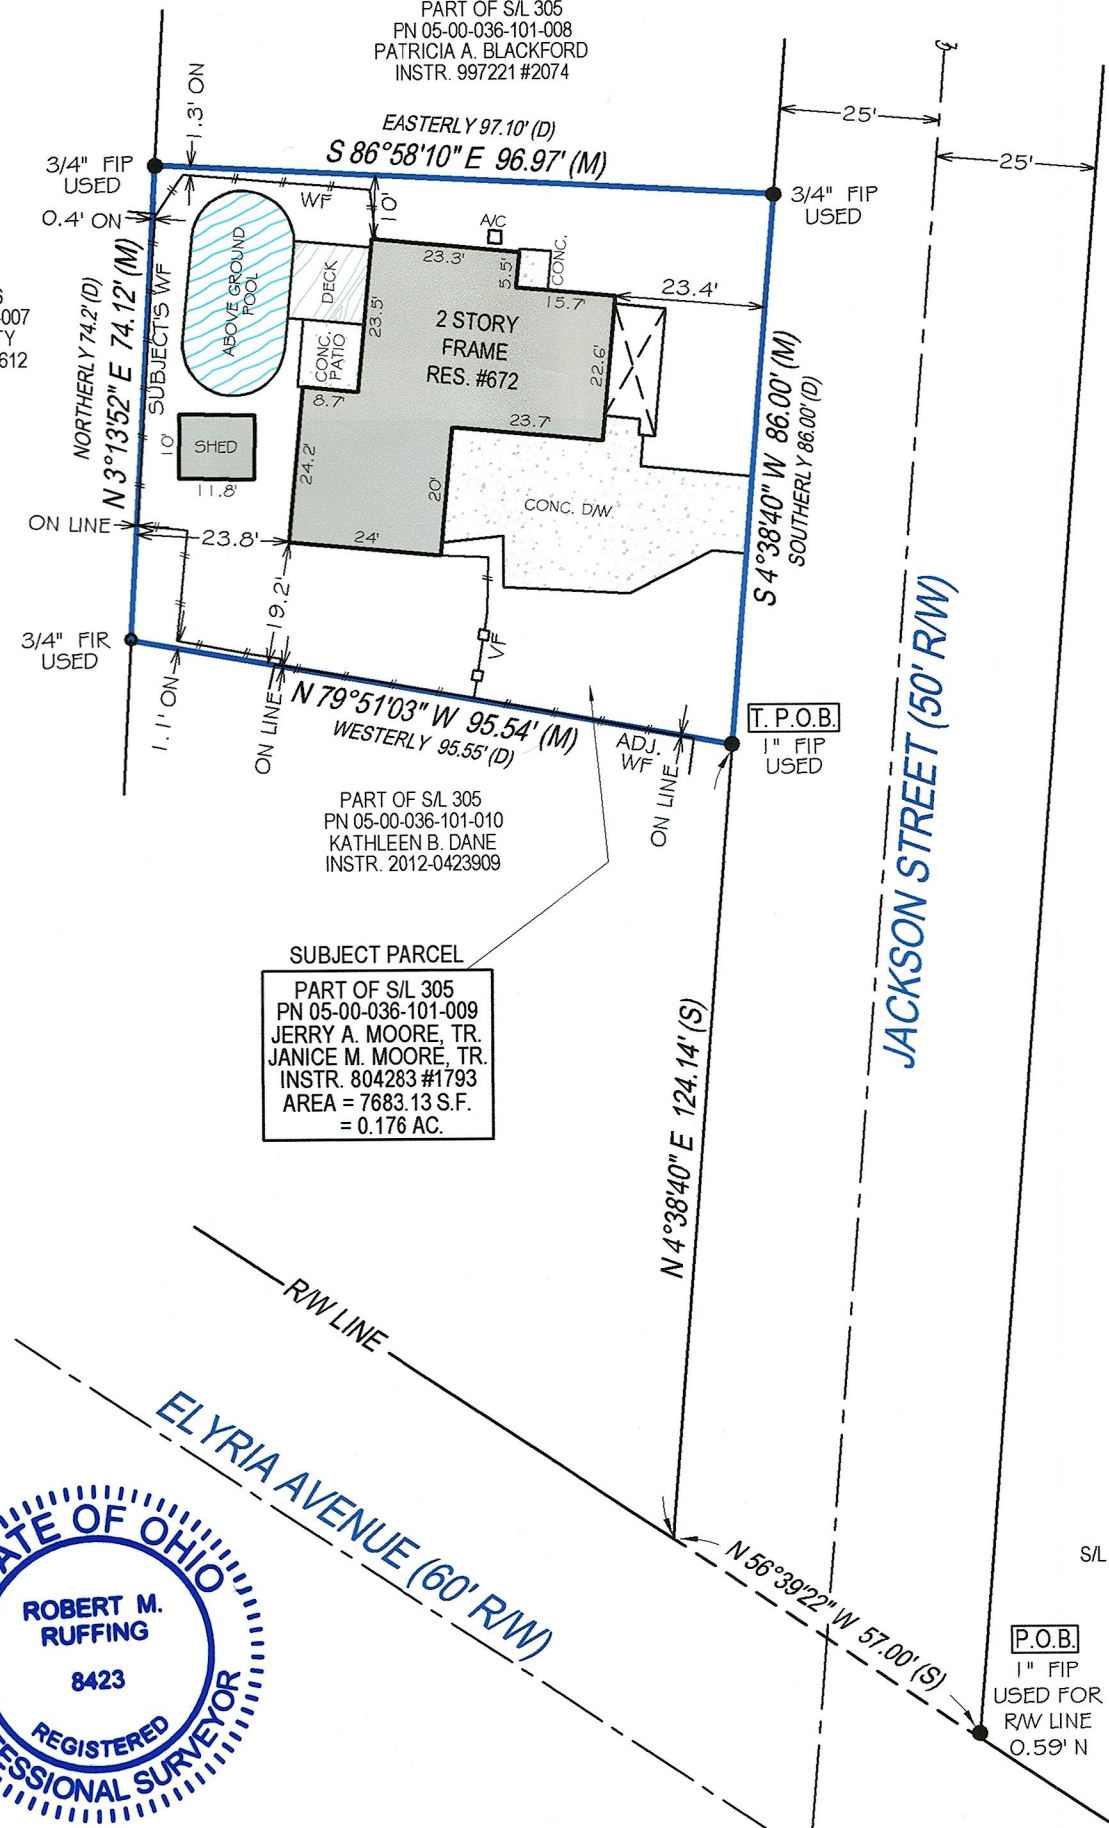 PART OF S/L 305
PN 05-00-036-101-008
PATRICIA A. BLACKFORD
INSTR. 997221 #2074
1.3' ON
25'
25'
EASTERLY 97.10' (D)
S 86°58'10" E 96.97' (M)
3/4" FIP
USED
3/4" FIP
USED
0.4' ON
WF
10'
A/C
CONC.
23.3'
5.5'
15.7'
23.4'
NORTHERLY 74.2' (D)
N 3°13'52" E 74.12' (M)
SUBJECT'S WF
ABOVE GROUND
POOL
DECK
CONC.
PATIO
23.5'
2 STORY
FRAME
RES. #672
22.6'
8.7'
23.7'
-007
TY
612
10'
SHED
11.8'
24.2'
20'
24'
CONC. D/W
S 4°38'40" W 86.00' (M)
SOUTHERLY 86.00' (D)
ON LINE
23.8'
19.2'
3/4" FIR
USED
VF
1.1' ON
ON LINE
N 79°51'03" W 95.54' (M)
WESTERLY 95.55' (D)
ADJ.
WF
ON LINE
T.P.O.B.
1" FIP
USED
JACKSON STREET (50' R/W)
PART OF S/L 305
PN 05-00-036-101-010
KATHLEEN B. DANE
INSTR. 2012-0423909
SUBJECT PARCEL
PART OF S/L 305
PN 05-00-036-101-009
JERRY A. MOORE, TR.
JANICE M. MOORE, TR.
INSTR. 804283 #1793
AREA = 7683.13 S.F.
= 0.176 AC.
N 4°38'40" E 124.14' (S)
R/W LINE
ELYRIA AVENUE (60' R/W)
N 56°39'22" W 57.00' (S)
S/L
P.O.B.
1" FIP
USED FOR
R/W LINE
0.59' N
ATE OF OHIO
ROBERT M.
RUFFING
8423
REGISTERED
ESSIONAL SURVEYOR